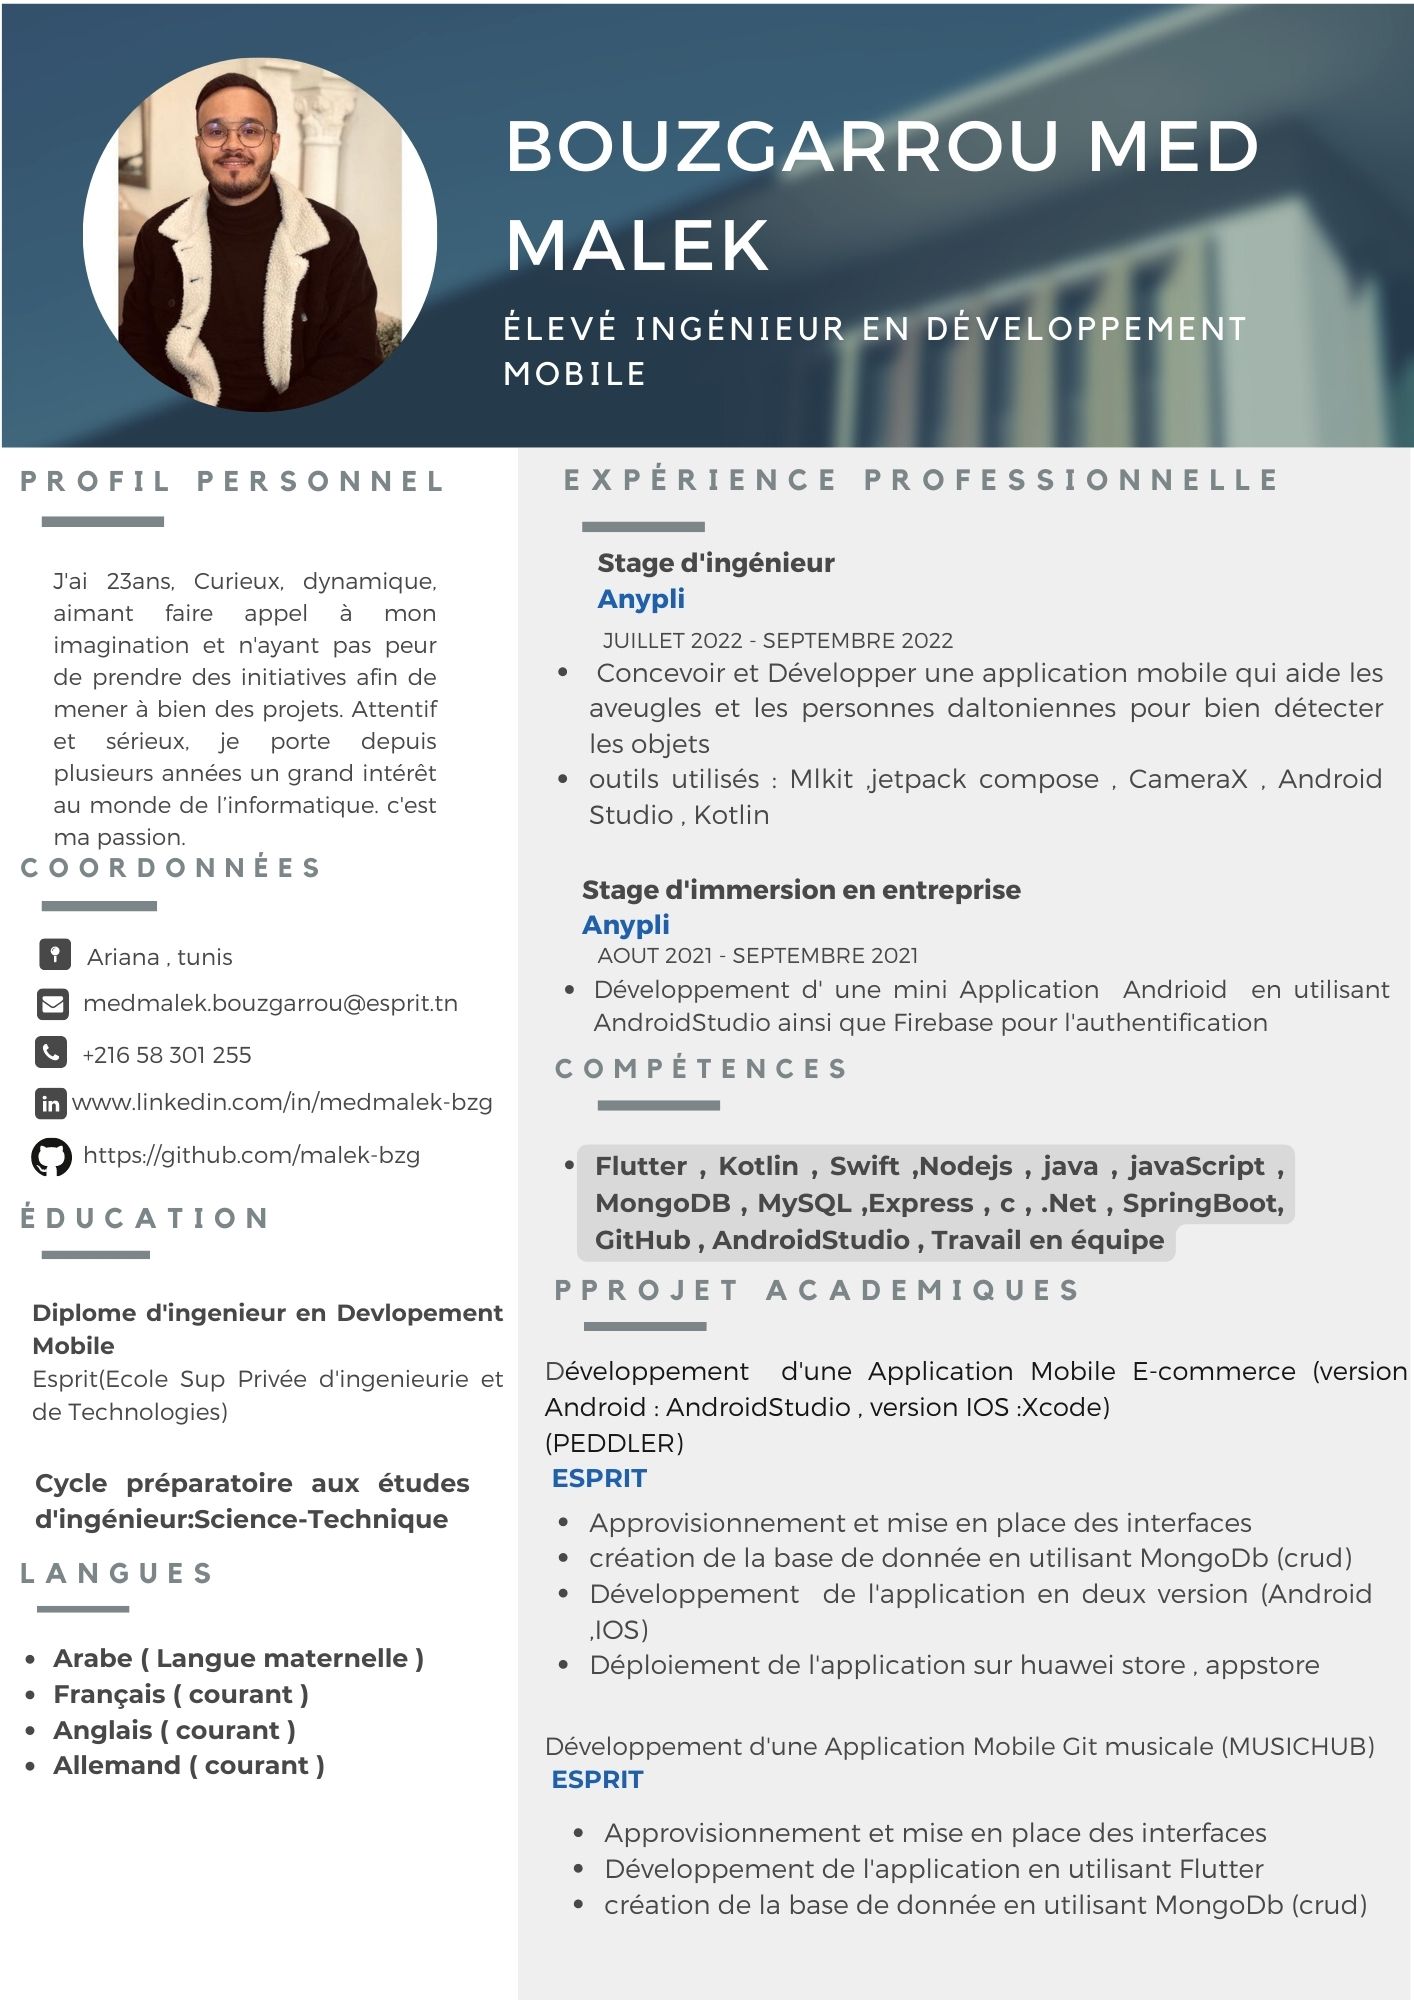 BOUZGARROU MED
MALEK
ÉLEVÉ INGÉNIEUR EN DÉVELOPPEMENT
MOBILE
PROFIL PERSONNEL
J'ai 23ans, Curieux, dynamique,
aimant faire appel à mon
imagination et n'ayant pas peur
de prendre des initiatives afin de
mener à bien des projets. Attentif
et sérieux, je porte depuis
plusieurs années un grand intérêt
au monde de l’informatique. c'est
ma passion.
COORDONNÉES
Ariana , tunis
medmalek.bouzgarrou@esprit.tn
+216 58 301 255
www.linkedin.com/in/medmalek-bzg
https://github.com/malek-bzg
ÉDUCATION
Diplome d'ingenieur en Devlopement
Mobile
Esprit(Ecole Sup Privée d'ingenieurie et
de Technologies)
Cycle préparatoire aux études
d'ingénieur:Science-Technique
LANGUES
• Arabe ( Langue maternelle )
• Français ( courant )
• Anglais ( courant )
• Allemand ( courant )
EXPÉRIENCE PROFESSIONNELLE
Stage d'ingénieur
Anypli
JUILLET 2022 - SEPTEMBRE 2022
• Concevoir et Développer une application mobile qui aide les
aveugles et les personnes daltoniennes pour bien détecter
les objets
• outils utilisés : Mlkit ,jetpack compose , CameraX , Android
Studio , Kotlin
Stage d'immersion en entreprise
Anypli
AOUT 2021 - SEPTEMBRE 2021
• Développement d' une mini Application Andrioid en utilisant
AndroidStudio ainsi que Firebase pour l'authentification
COMPÉTENCES
• Flutter , Kotlin , Swift ,Nodejs , java , javaScript ,
MongoDB , MySQL ,Express , c , .Net , SpringBoot,
GitHub , AndroidStudio , Travail en équipe
PPROJET ACADEMIQUES
Développement d'une Application Mobile E-commerce (version
Android : AndroidStudio , version IOS :Xcode)
(PEDDLER)
ESPRIT
• Approvisionnement et mise en place des interfaces
• création de la base de donnée en utilisant MongoDb (crud)
• Développement de l'application en deux version (Android
,IOS)
• Déploiement de l'application sur huawei store , appstore
Développement d'une Application Mobile Git musicale (MUSICHUB)
ESPRIT
• Approvisionnement et mise en place des interfaces
• Développement de l'application en utilisant Flutter
• création de la base de donnée en utilisant MongoDb (crud)